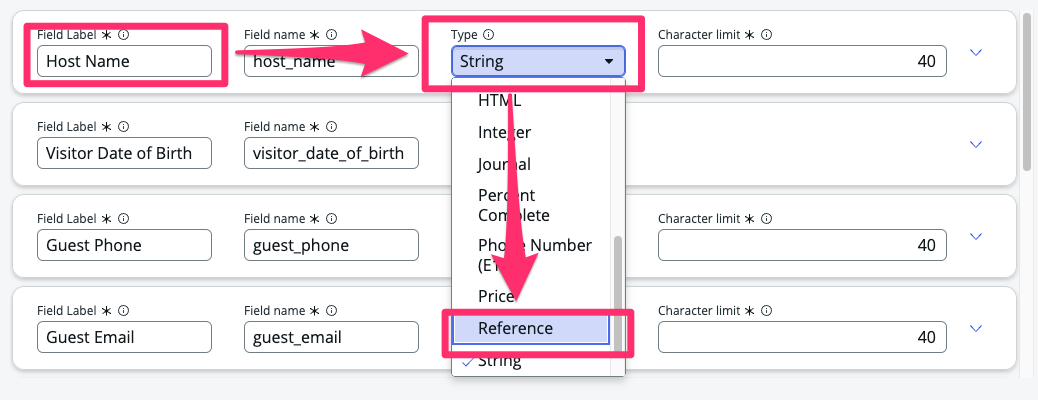 Field Label * Field name * Type Character limit *
Host Name host_name String 40
Field Label * Field name *
Visitor Date of Birth visitor_date_of_birth
Field Label * Field name * Character limit *
Guest Phone guest_phone 40
Field Label * Field name * Character limit *
Guest Email guest_email 40
HTML
Integer
Journal
Percent
Complete
Phone Number
(E1
Price
Reference
String